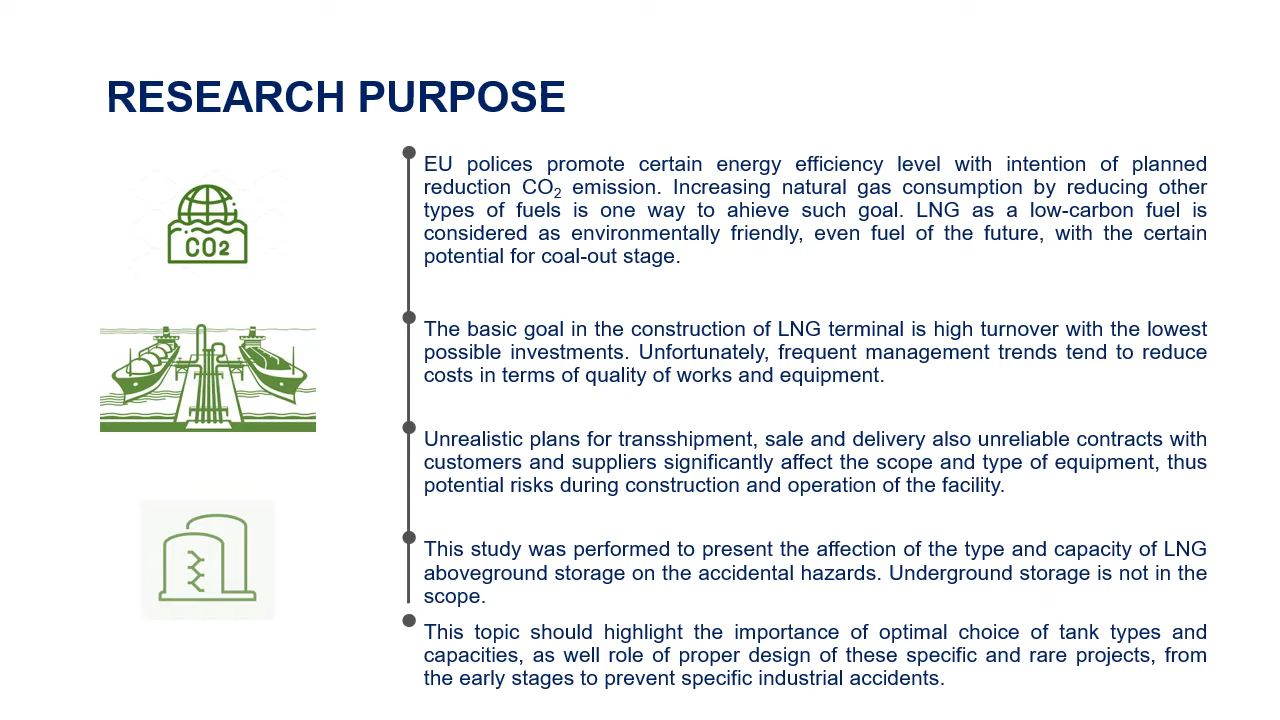 RESEARCH PURPOSE
CO2
EU polices promote certain energy efficiency level with intention of planned
reduction CO₂ emission. Increasing natural gas consumption by reducing other
types of fuels is one way to ahieve such goal. LNG as a low-carbon fuel is
considered as environmentally friendly, even fuel of the future, with the certain
potential for coal-out stage.
The basic goal in the construction of LNG terminal is high turnover with the lowest
possible investments. Unfortunately, frequent management trends tend to reduce
costs in terms of quality of works and equipment.
Unrealistic plans for transshipment, sale and delivery also unreliable contracts with
customers and suppliers significantly affect the scope and type of equipment, thus
potential risks during construction and operation of the facility.
This study was performed to present the affection of the type and capacity of LNG
aboveground storage on the accidental hazards. Underground storage is not in the
scope.
This topic should highlight the importance of optimal choice of tank types and
capacities, as well role of proper design of these specific and rare projects, from
the early stages to prevent specific industrial accidents.